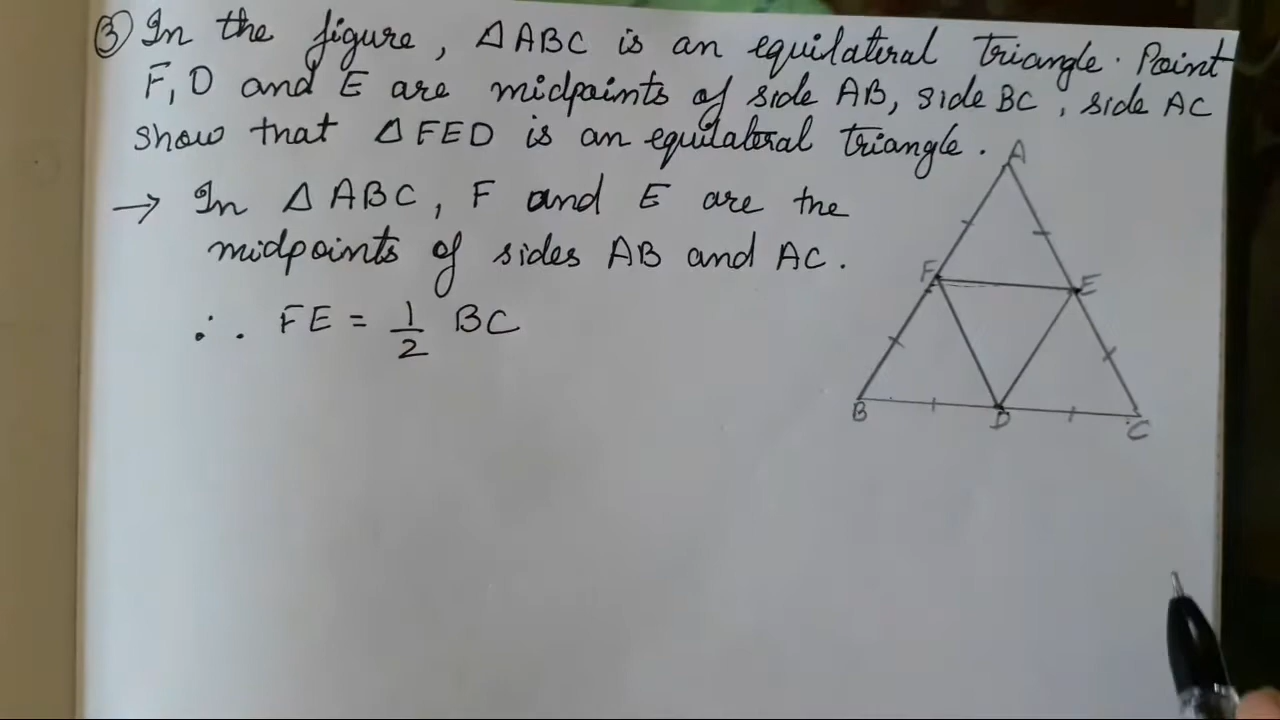 ③ In the figure, △ABC is an equilateral triangle. Point
F, D and E are midpoints of side AB, side BC, side AC
show that △FED is an equilateral triangle.
→ In △ABC, F and E are the
midpoints of sides AB and AC.
∴ FE = 1/2 BC
A
F
E
B
D
C